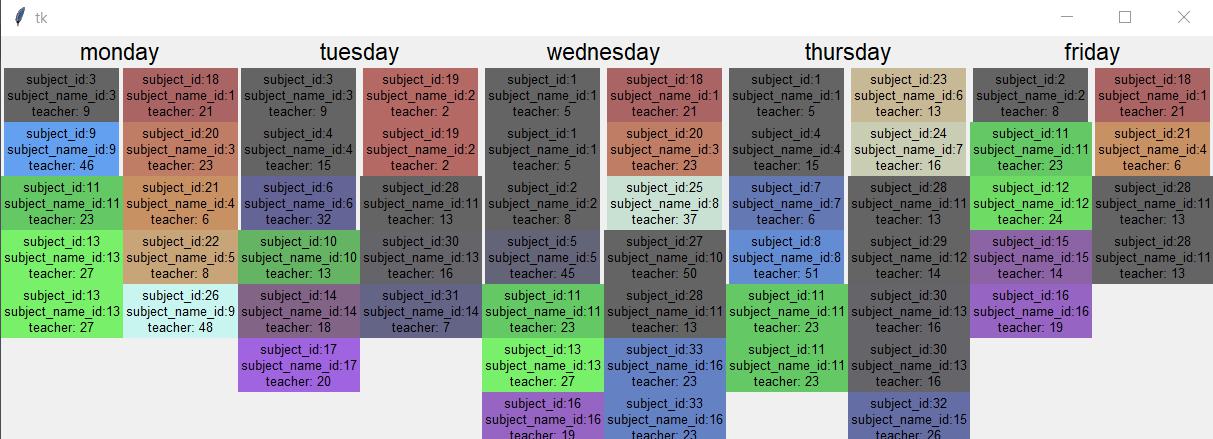 tk
monday
subject_id:3
subject_name_id:3
teacher: 9
subject_id:9
subject_name_id:9
teacher: 46
subject_id:11
subject_name_id:11
teacher: 23
subject_id:13
subject_name_id:13
teacher: 27
subject_id:13
subject_name_id:13
teacher: 27
subject_id:18
subject_name_id:1
teacher: 21
subject_id:20
subject_name_id:3
teacher: 23
subject_id:21
subject_name_id:4
teacher: 6
subject_id:22
subject_name_id:5
teacher: 8
subject_id:26
subject_name_id:9
teacher: 48
tuesday
subject_id:3
subject_name_id:3
teacher: 9
subject_id:4
subject_name_id:4
teacher: 15
subject_id:6
subject_name_id:6
teacher: 32
subject_id:10
subject_name_id:10
teacher: 13
subject_id:14
subject_name_id:14
teacher: 18
subject_id:17
subject_name_id:17
teacher: 20
subject_id:19
subject_name_id:2
teacher: 2
subject_id:19
subject_name_id:2
teacher: 2
subject_id:28
subject_name_id:11
teacher: 13
subject_id:30
subject_name_id:13
teacher: 16
subject_id:31
subject_name_id:14
teacher: 7
wednesday
subject_id:1
subject_name_id:1
teacher: 5
subject_id:1
subject_name_id:1
teacher: 5
subject_id:2
subject_name_id:2
teacher: 8
subject_id:5
subject_name_id:5
teacher: 45
subject_id:11
subject_name_id:11
teacher: 23
subject_id:13
subject_name_id:13
teacher: 27
subject_id:16
subject_name_id:16
teacher: 19
subject_id:18
subject_name_id:1
teacher: 21
subject_id:20
subject_name_id:3
teacher: 23
subject_id:25
subject_name_id:8
teacher: 37
subject_id:27
subject_name_id:10
teacher: 50
subject_id:28
subject_name_id:11
teacher: 13
subject_id:33
subject_name_id:16
teacher: 23
subject_id:33
subject_name_id:16
teacher: 23
thursday
subject_id:1
subject_name_id:1
teacher: 5
subject_id:4
subject_name_id:4
teacher: 15
subject_id:7
subject_name_id:7
teacher: 6
subject_id:8
subject_name_id:8
teacher: 51
subject_id:11
subject_name_id:11
teacher: 23
subject_id:11
subject_name_id:11
teacher: 23
subject_id:23
subject_name_id:6
teacher: 13
subject_id:24
subject_name_id:7
teacher: 16
subject_id:28
subject_name_id:11
teacher: 13
subject_id:29
subject_name_id:12
teacher: 14
subject_id:30
subject_name_id:13
teacher: 16
subject_id:30
subject_name_id:13
teacher: 16
subject_id:32
subject_name_id:15
teacher: 26
friday
subject_id:2
subject_name_id:2
teacher: 8
subject_id:11
subject_name_id:11
teacher: 23
subject_id:12
subject_name_id:12
teacher: 24
subject_id:15
subject_name_id:15
teacher: 14
subject_id:16
subject_name_id:16
teacher: 19
subject_id:18
subject_name_id:1
teacher: 21
subject_id:21
subject_name_id:4
teacher: 6
subject_id:28
subject_name_id:11
teacher: 13
subject_id:28
subject_name_id:11
teacher: 13